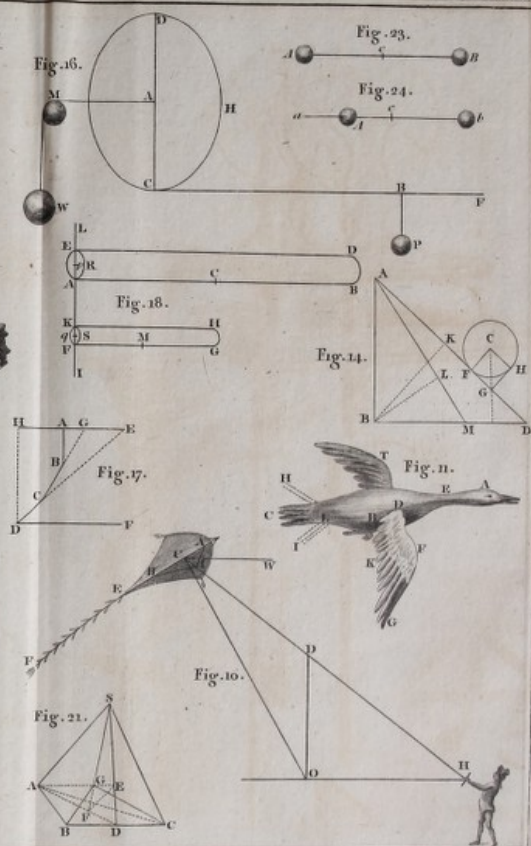 D
Fig.16.
M
A
H
W
C
B
F
P
Fig.23.
A
c
B
Fig.24.
a
A
c
b
L
E
D
R
A
C
B
Fig.18.
K
H
q
S
M
F
G
I
Fig.14.
A
K
C
L
F
H
G
B
M
D
H
A
G
E
B
Fig.17.
C
D
F
Fig.11.
T
H
A
E
C
D
B
I
F
K
G
C
W
B
E
F
Fig.10.
D
O
H
Fig.21.
S
A
G
E
F
B
D
C